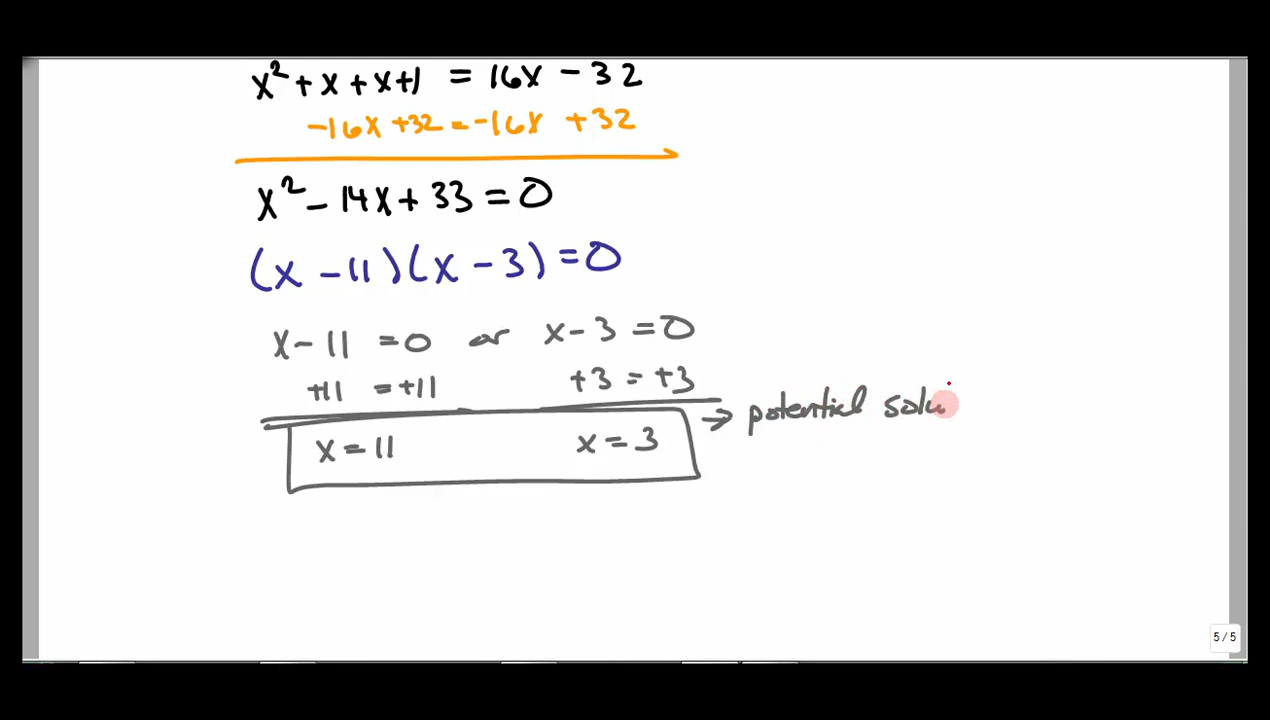 x² + x + x + 1 = 16x - 32
-16x + 32 = -16x + 32
x² - 14x + 33 = 0
(x - 11)(x - 3) = 0
x - 11 = 0 or x - 3 = 0
+11 = +11 +3 = +3
x = 11 x = 3 → potential solu
5 / 5